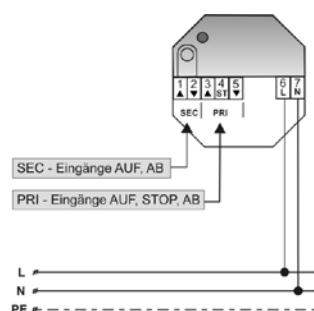 1 2 3 4 5 6 7
▲ ▼ ▲ ST ▼ L N
SEC PRI
SEC - Eingänge AUF, AB
PRI - Eingänge AUF, STOP, AB
L
N
PE